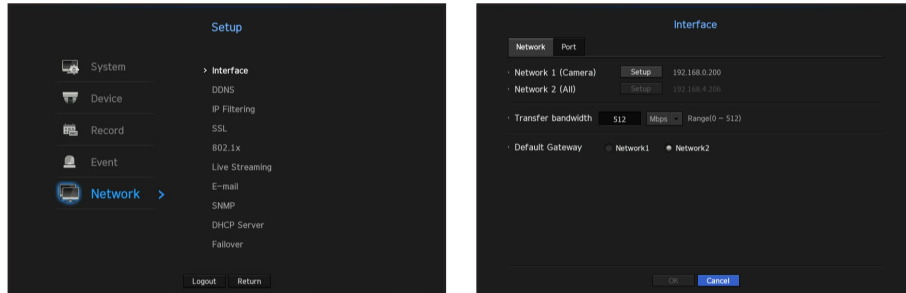 Setup
System
Device
Record
Event
Network >
> Interface
DDNS
IP Filtering
SSL
802.1x
Live Streaming
E-mail
SNMP
DHCP Server
Failover
Logout Return
Interface
Network Port
· Network 1 (Camera) Setup 192.168.0.200
· Network 2 (All) Setup 192.168.4.206
· Transfer bandwidth 512 Mbps Range(0 ~ 512)
· Default Gateway Network1 Network2
OK Cancel